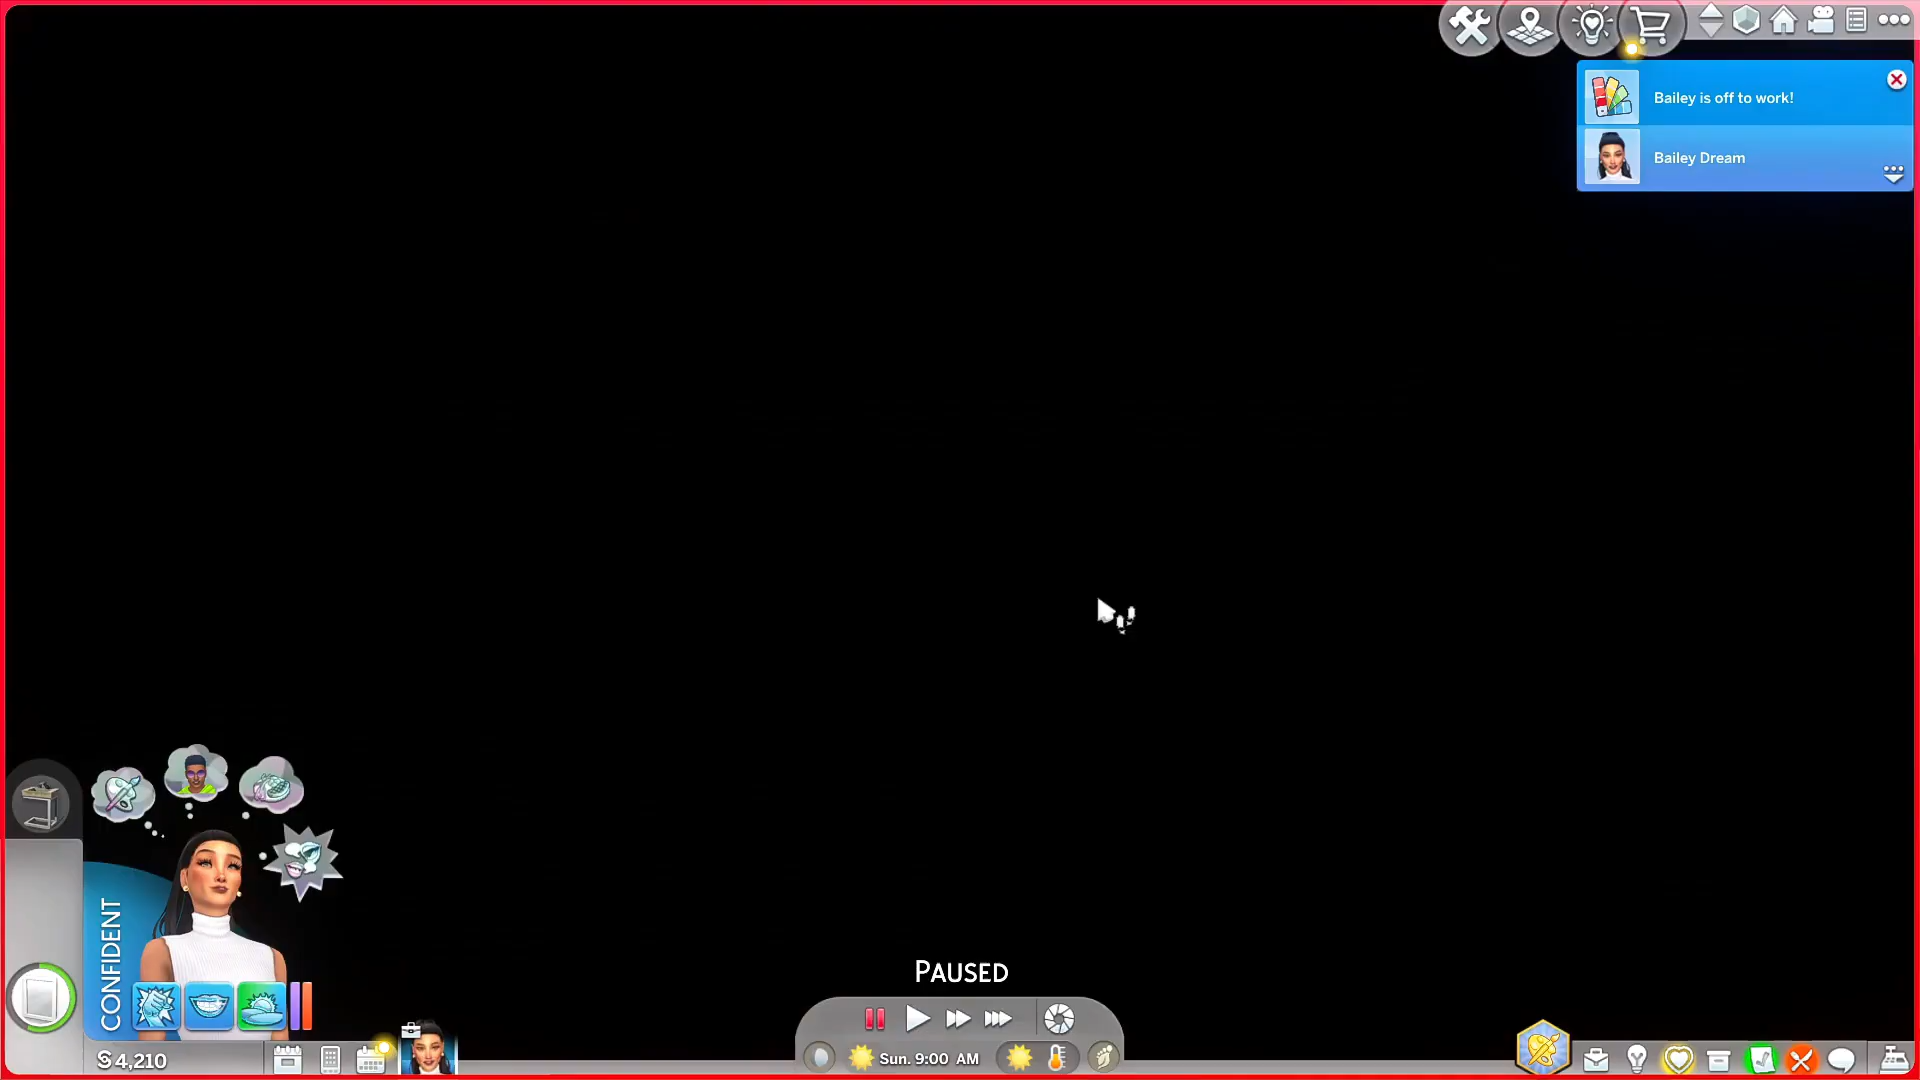 Bailey is off to work!
Bailey Dream
CONFIDENT
PAUSED
§4,210
Sun. 9:00 AM